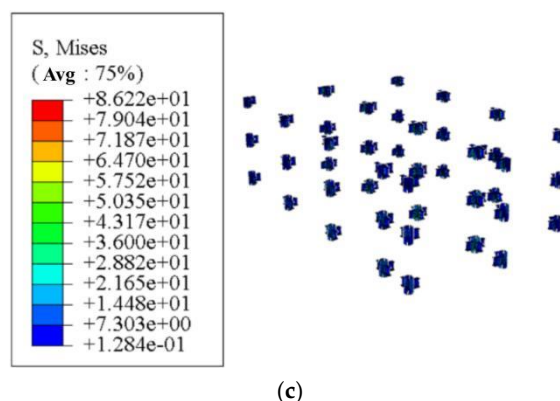 S, Mises
(Avg : 75%)
+8.622e+01
+7.904e+01
+7.187e+01
+6.470e+01
+5.752e+01
+5.035e+01
+4.317e+01
+3.600e+01
+2.882e+01
+2.165e+01
+1.448e+01
+7.303e+00
+1.284e-01
(c)